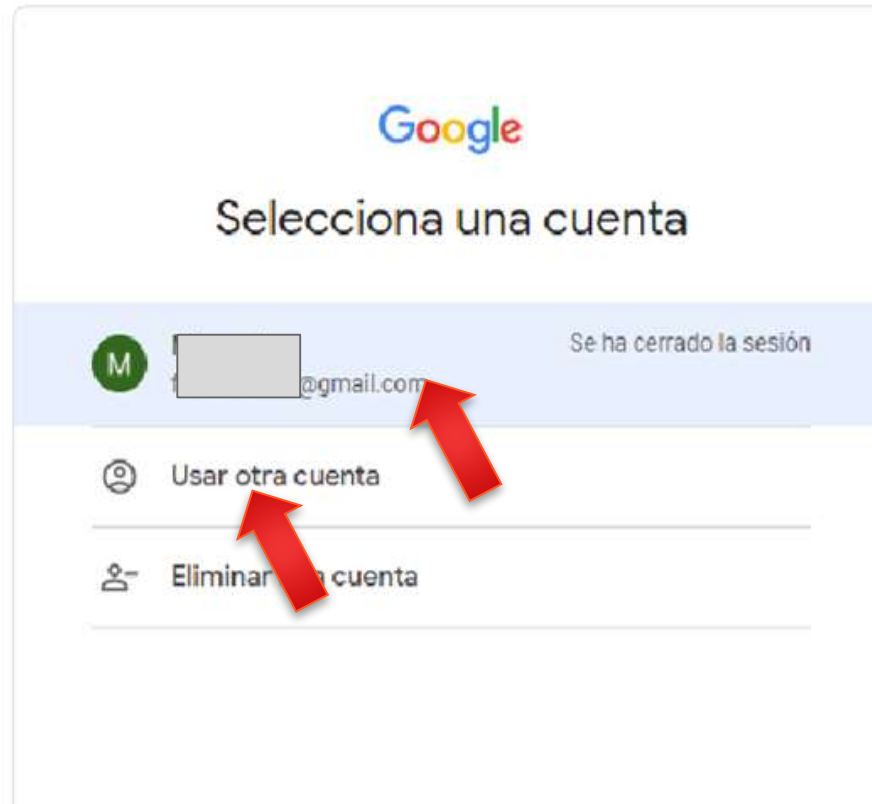 Google
Selecciona una cuenta
M
Se ha cerrado la sesión
@gmail.com
Usar otra cuenta
Eliminar cuenta